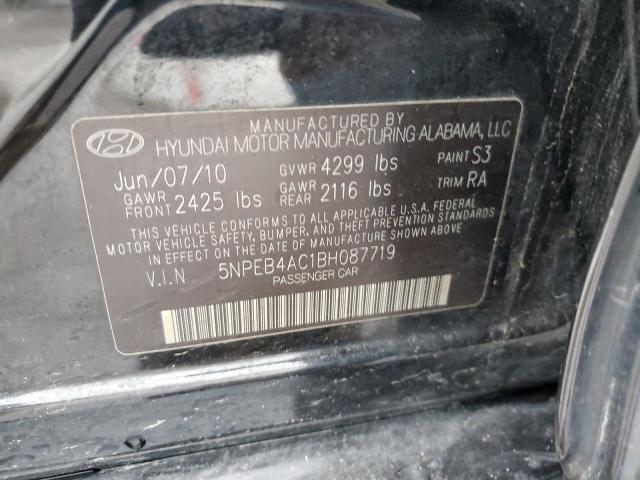 MANUFACTURED BY
HYUNDAI MOTOR MANUFACTURING ALABAMA, LLC
Jun/07/10 GVWR 4299 lbs PAINT S3
GAWR FRONT 2425 lbs GAWR REAR 2116 lbs TRIM RA
THIS VEHICLE CONFORMS TO ALL APPLICABLE U.S.A. FEDERAL
MOTOR VEHICLE SAFETY, BUMPER, AND THEFT PREVENTION STANDARDS
IN EFFECT ON THE DATE OF MANUFACTURE SHOWN ABOVE.
V.I.N 5NPEB4AC1BH087719
PASSENGER CAR